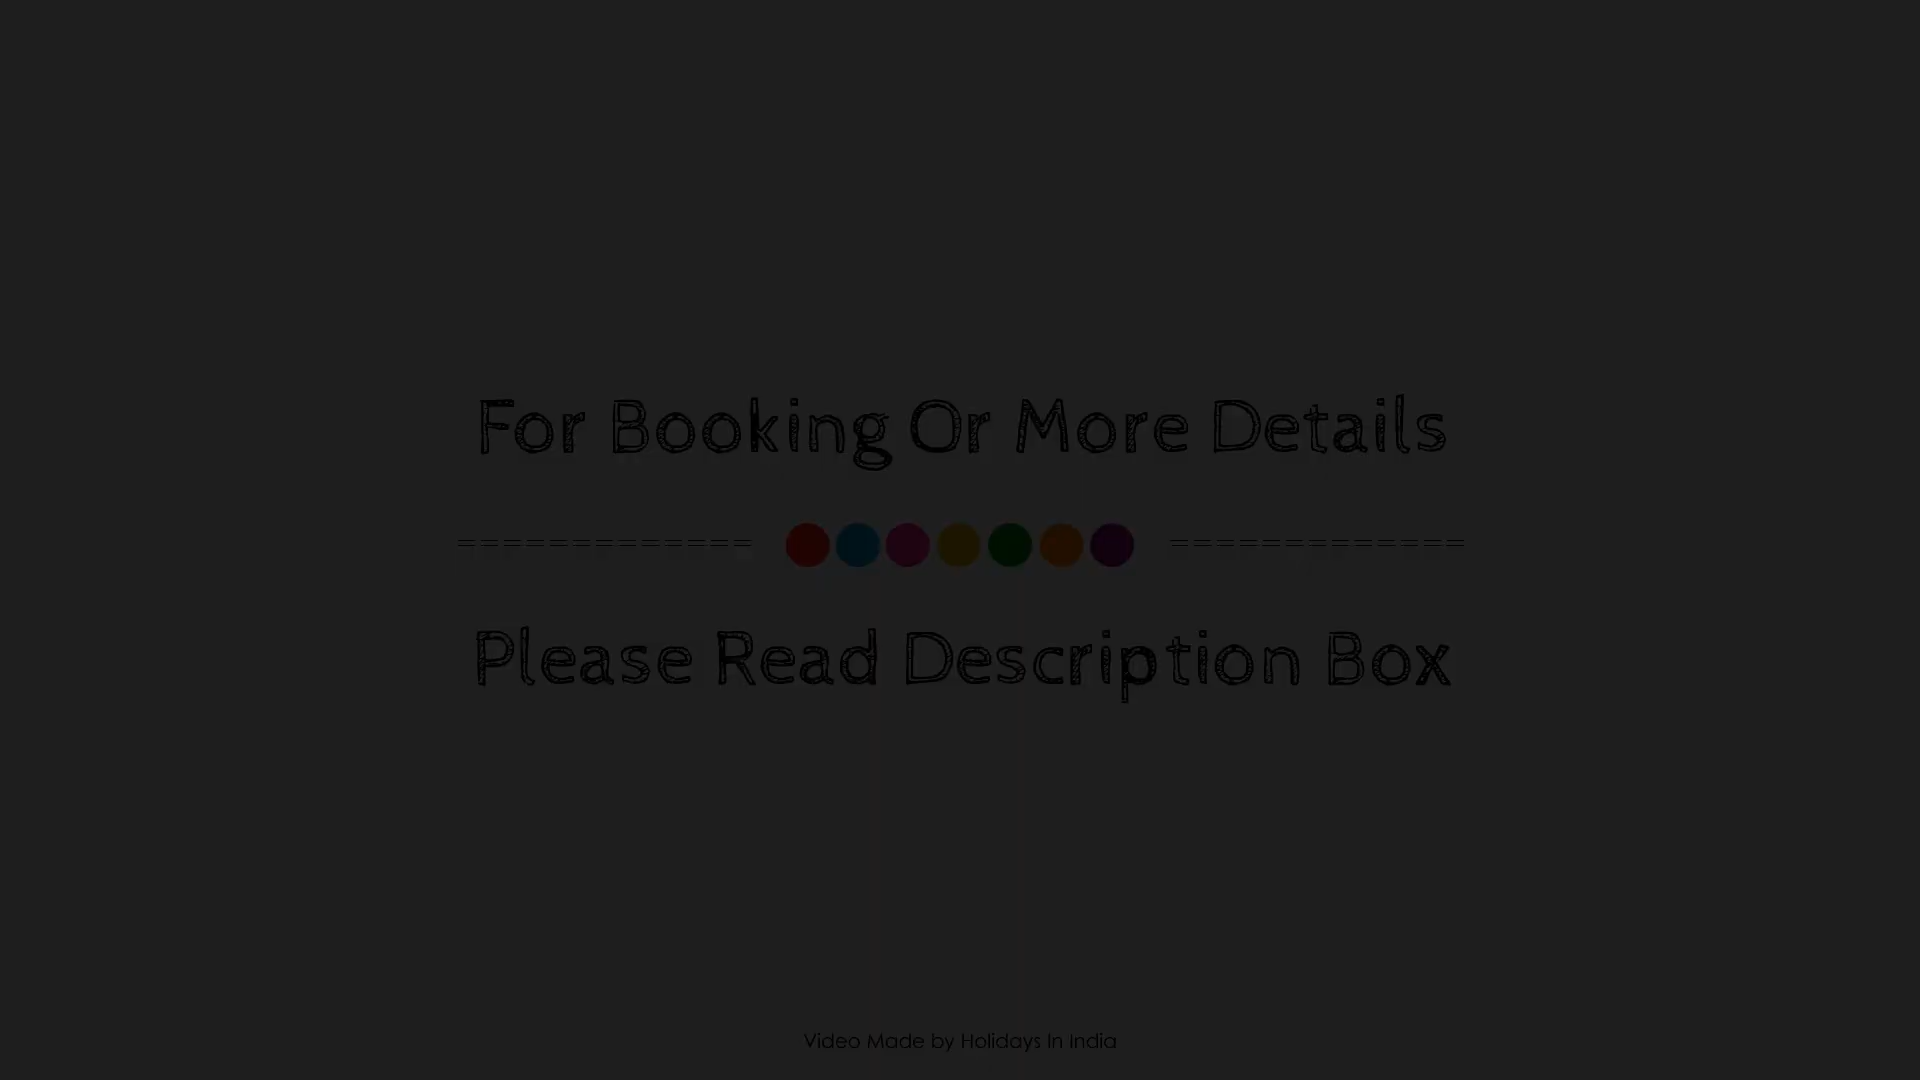 For Booking Or More Details
============= =============
Please Read Description Box
Video Made by Holidays In India